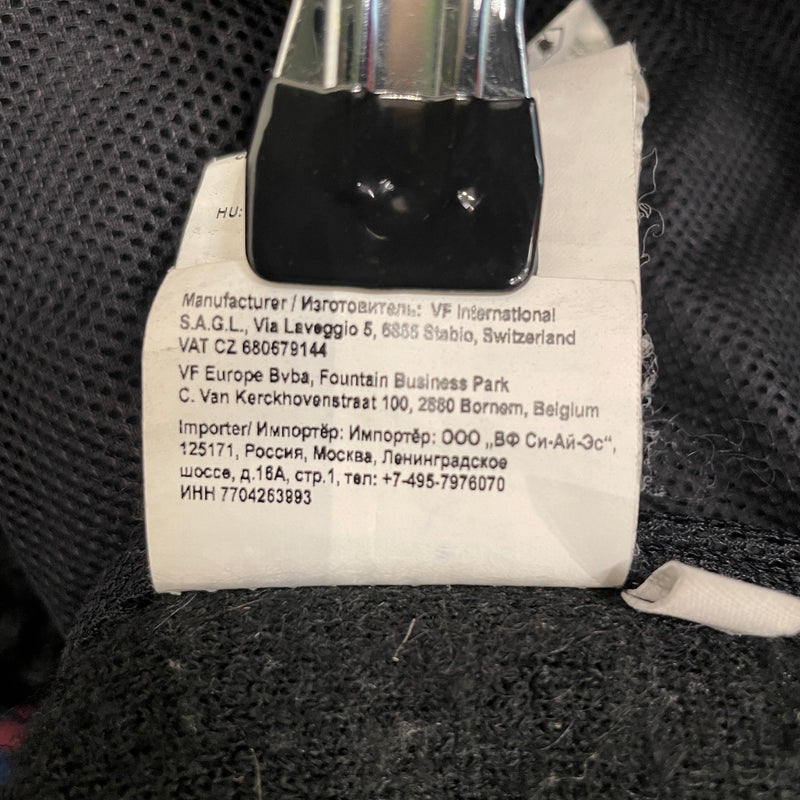 HU:
Manufacturer / Изготовитель: VF International
S.A.G.L., Via Laveggio 5, 6855 Stabio, Switzerland
VAT CZ 680679144
VF Europe Bvba, Fountain Business Park
C. Van Kerckhovenstraat 100, 2880 Bornem, Belgium
Importer/ Импортёр: Импортёр: ООО „ВФ Си-Ай-Эс“,
125171, Россия, Москва, Ленинградское
шоссе, д.16А, стр.1, тел: +7-495-7976070
ИНН 7704263993